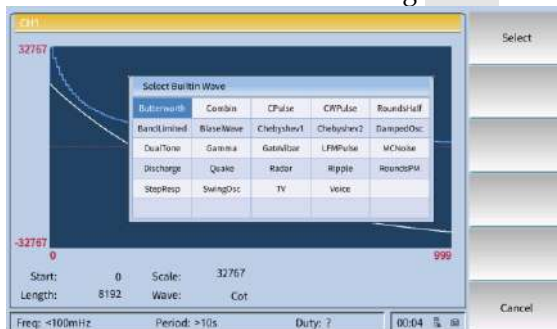 CH1
Select
32767
Select Builtin Wave
Butterworth Combin CPulse CWPulse RoundsHalf
BandLimited BlaseiWave Chebyshev1 Chebyshev2 DampedOsc
DualTone Gamma GateVibar LFMPulse MCNoise
Discharge Quake Radar Ripple RoundsPM
StepResp SwingOsc TV Voice
-32767
0 999
Start: 0 Scale: 32767
Length: 8192 Wave: Cot
Cancel
Freq: <100mHz Period: >10s Duty: ? 00:04